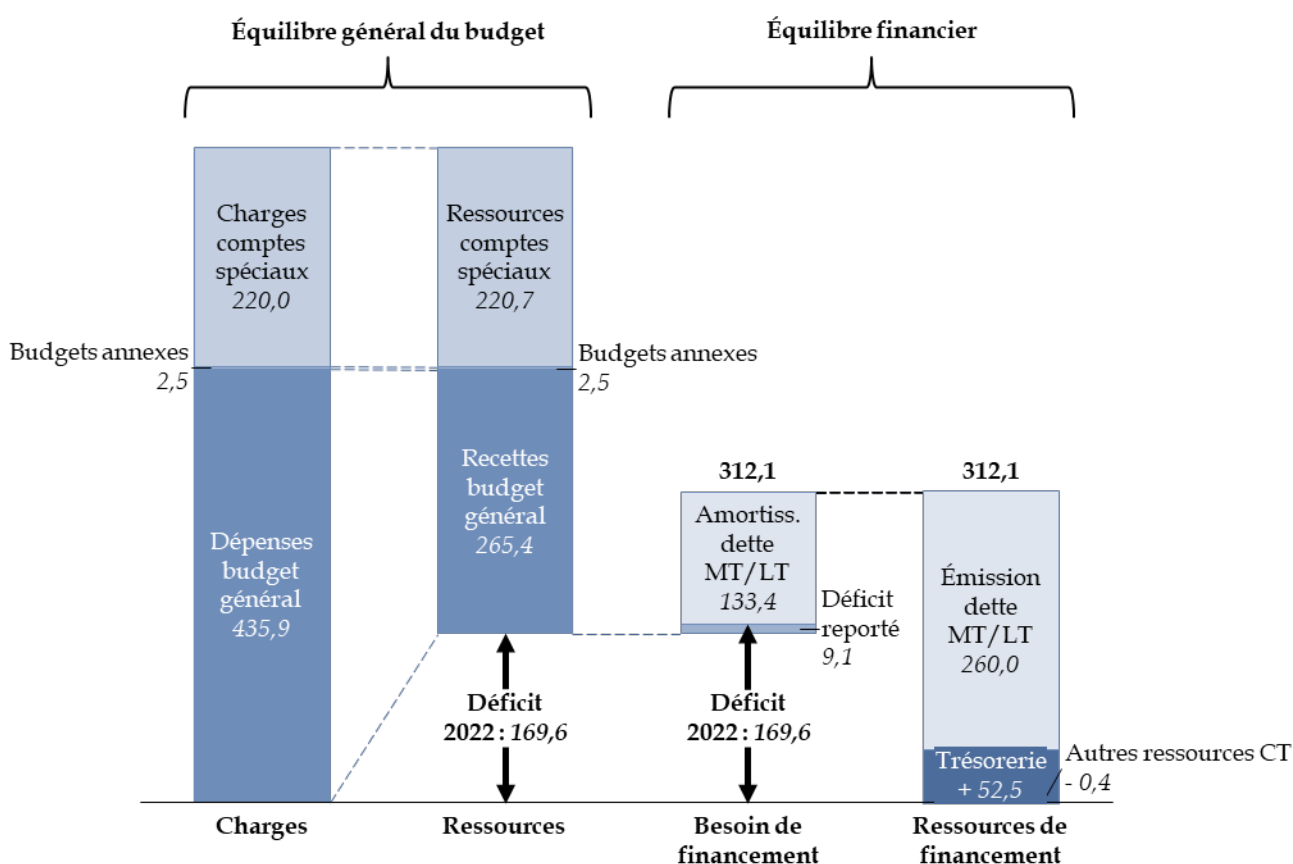 Équilibre général du budget
Équilibre financier
Charges
comptes
spéciaux
220,0
Ressources
comptes
spéciaux
220,7
Budgets annexes
2,5
Budgets annexes
2,5
Dépenses
budget
général
435,9
Recettes
budget
général
265,4
312,1
312,1
Amortiss.
dette
MT/LT
133,4
Déficit
reporté
9,1
Émission
dette
MT/LT
260,0
Déficit
2022 : 169,6
Déficit
2022 : 169,6
Trésorerie
+ 52,5
Autres ressources CT
- 0,4
Charges
Ressources
Besoin de
financement
Ressources de
financement